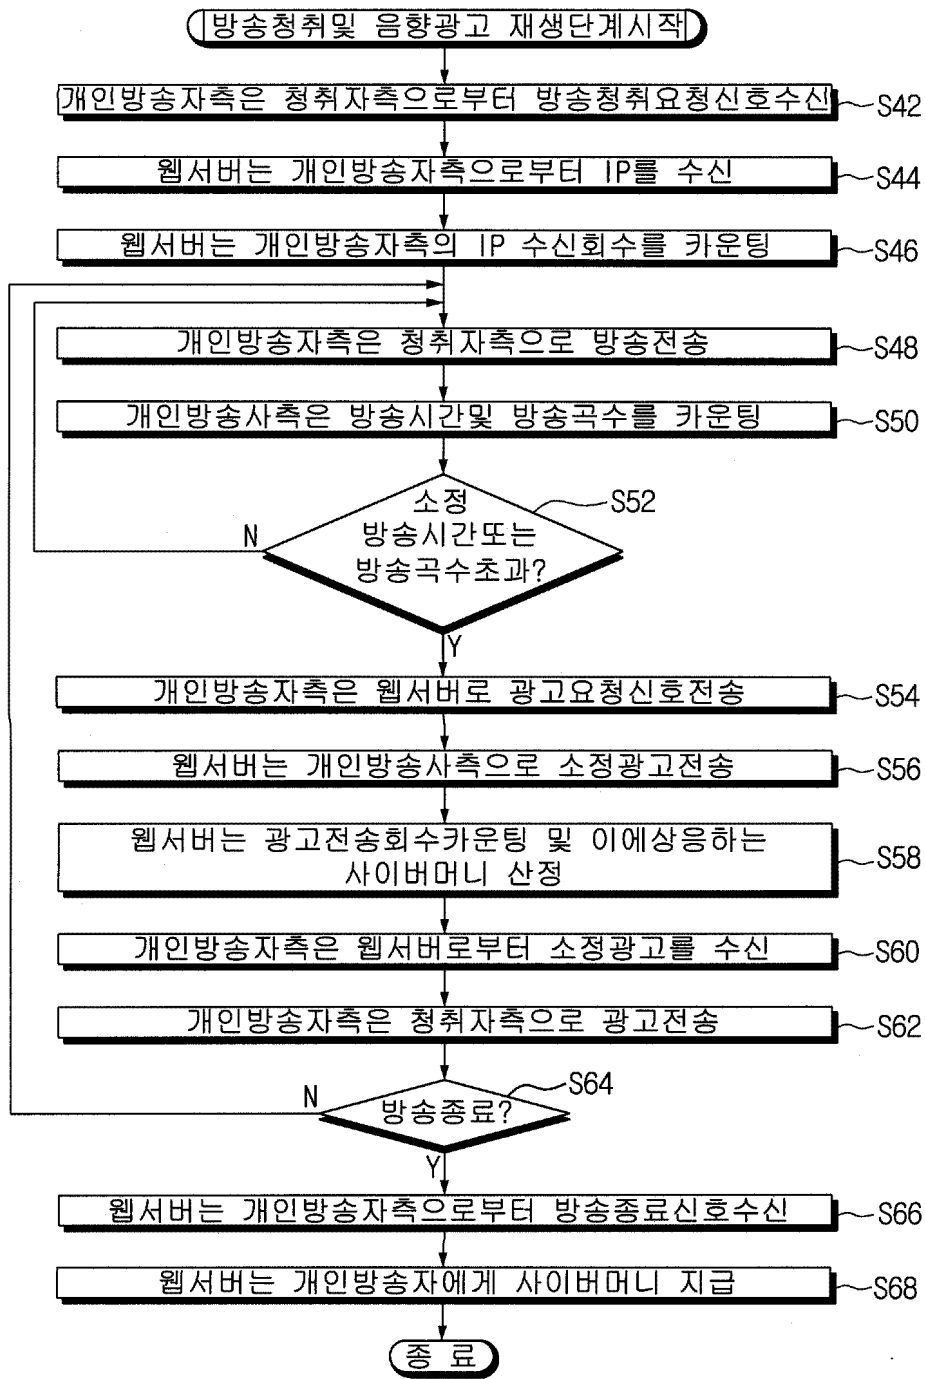 방송청취및 음향광고 재생단계시작
개인방송자측은 청취자측으로부터 방송청취요청신호수신
S42
웹서버는 개인방송자측으로부터 IP를 수신
S44
웹서버는 개인방송자측의 IP 수신회수를 카운팅
S46
개인방송자측은 청취자측으로 방송전송
S48
개인방송사측은 방송시간및 방송곡수를 카운팅
S50
소정
방송시간또는
방송곡수초과?
S52
N
Y
개인방송자측은 웹서버로 광고요청신호전송
S54
웹서버는 개인방송사측으로 소정광고전송
S56
웹서버는 광고전송회수카운팅 및 이에상응하는
사이버머니 산정
S58
개인방송자측은 웹서버로부터 소정광고를 수신
S60
개인방송자측은 청취자측으로 광고전송
S62
방송종료?
S64
N
Y
웹서버는 개인방송자측으로부터 방송종료신호수신
S66
웹서버는 개인방송자에게 사이버머니 지급
S68
종 료